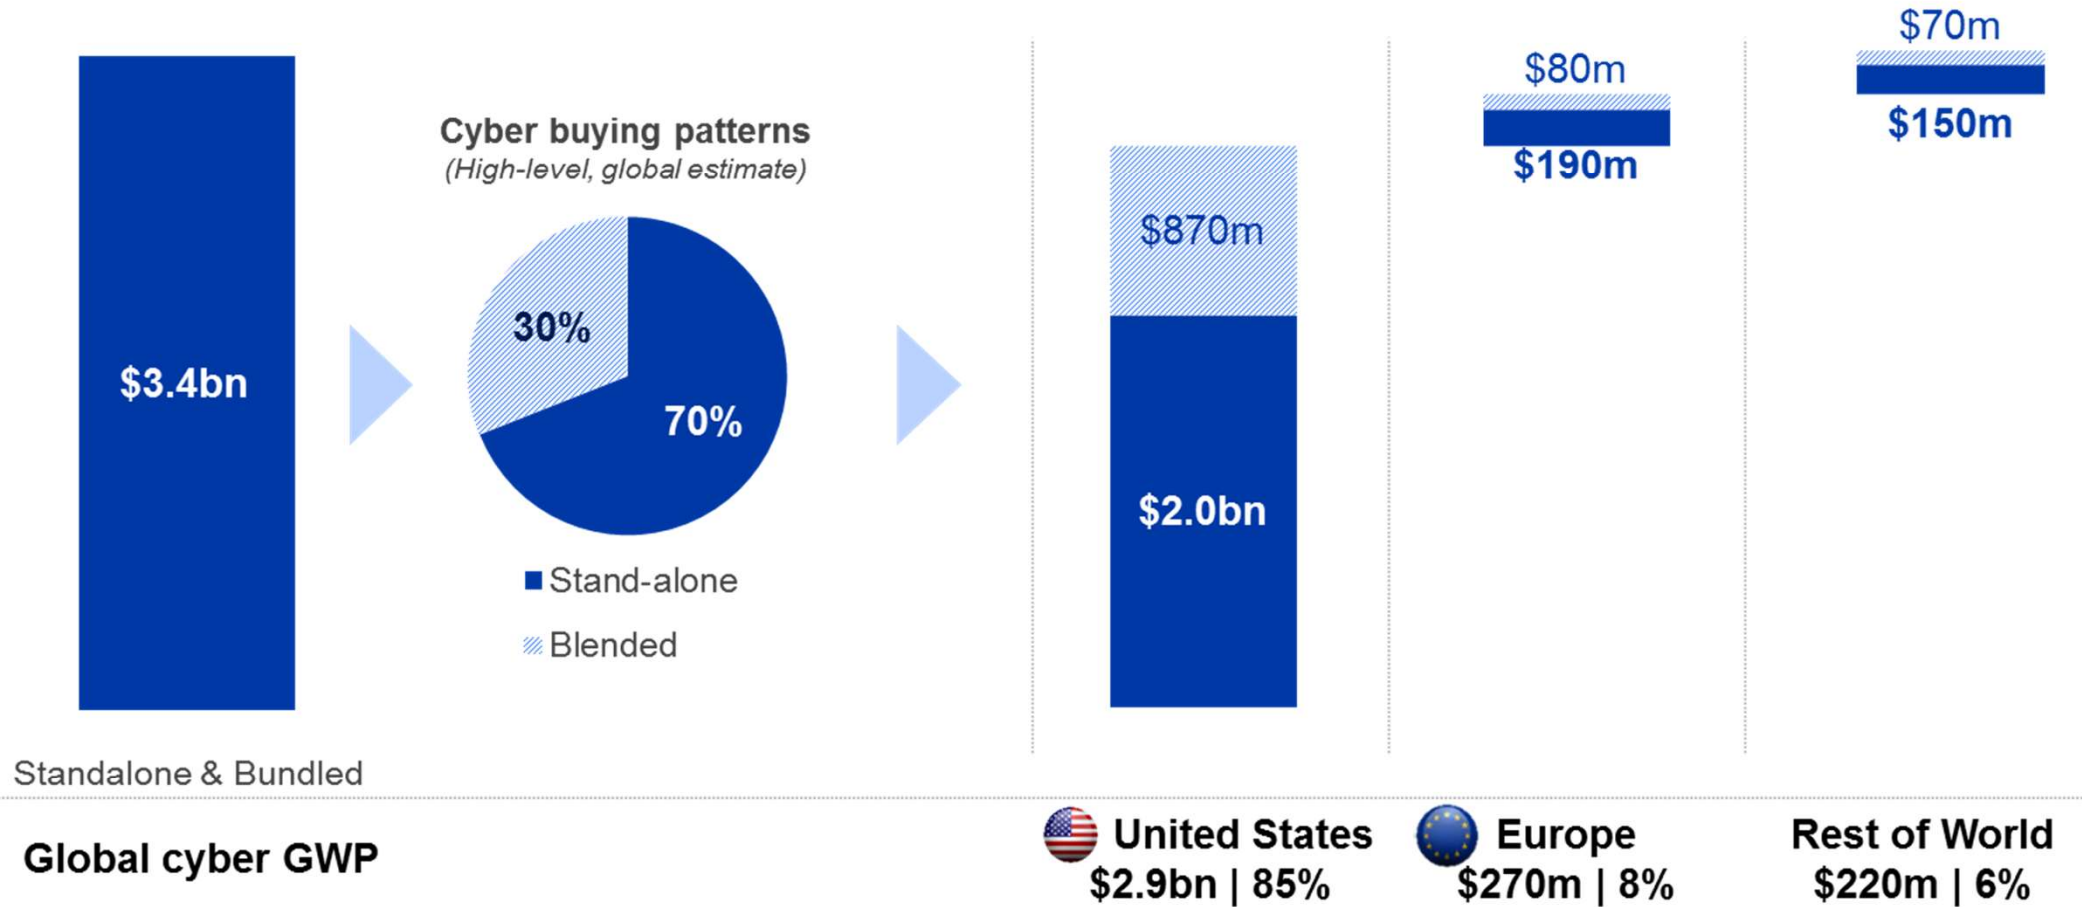 $3.4bn
Standalone & Bundled
Cyber buying patterns
(High-level, global estimate)
30%
70%
Stand-alone
Blended
$870m
$2.0bn
$80m
$190m
$70m
$150m
Global cyber GWP
United States
$2.9bn | 85%
Europe
$270m | 8%
Rest of World
$220m | 6%